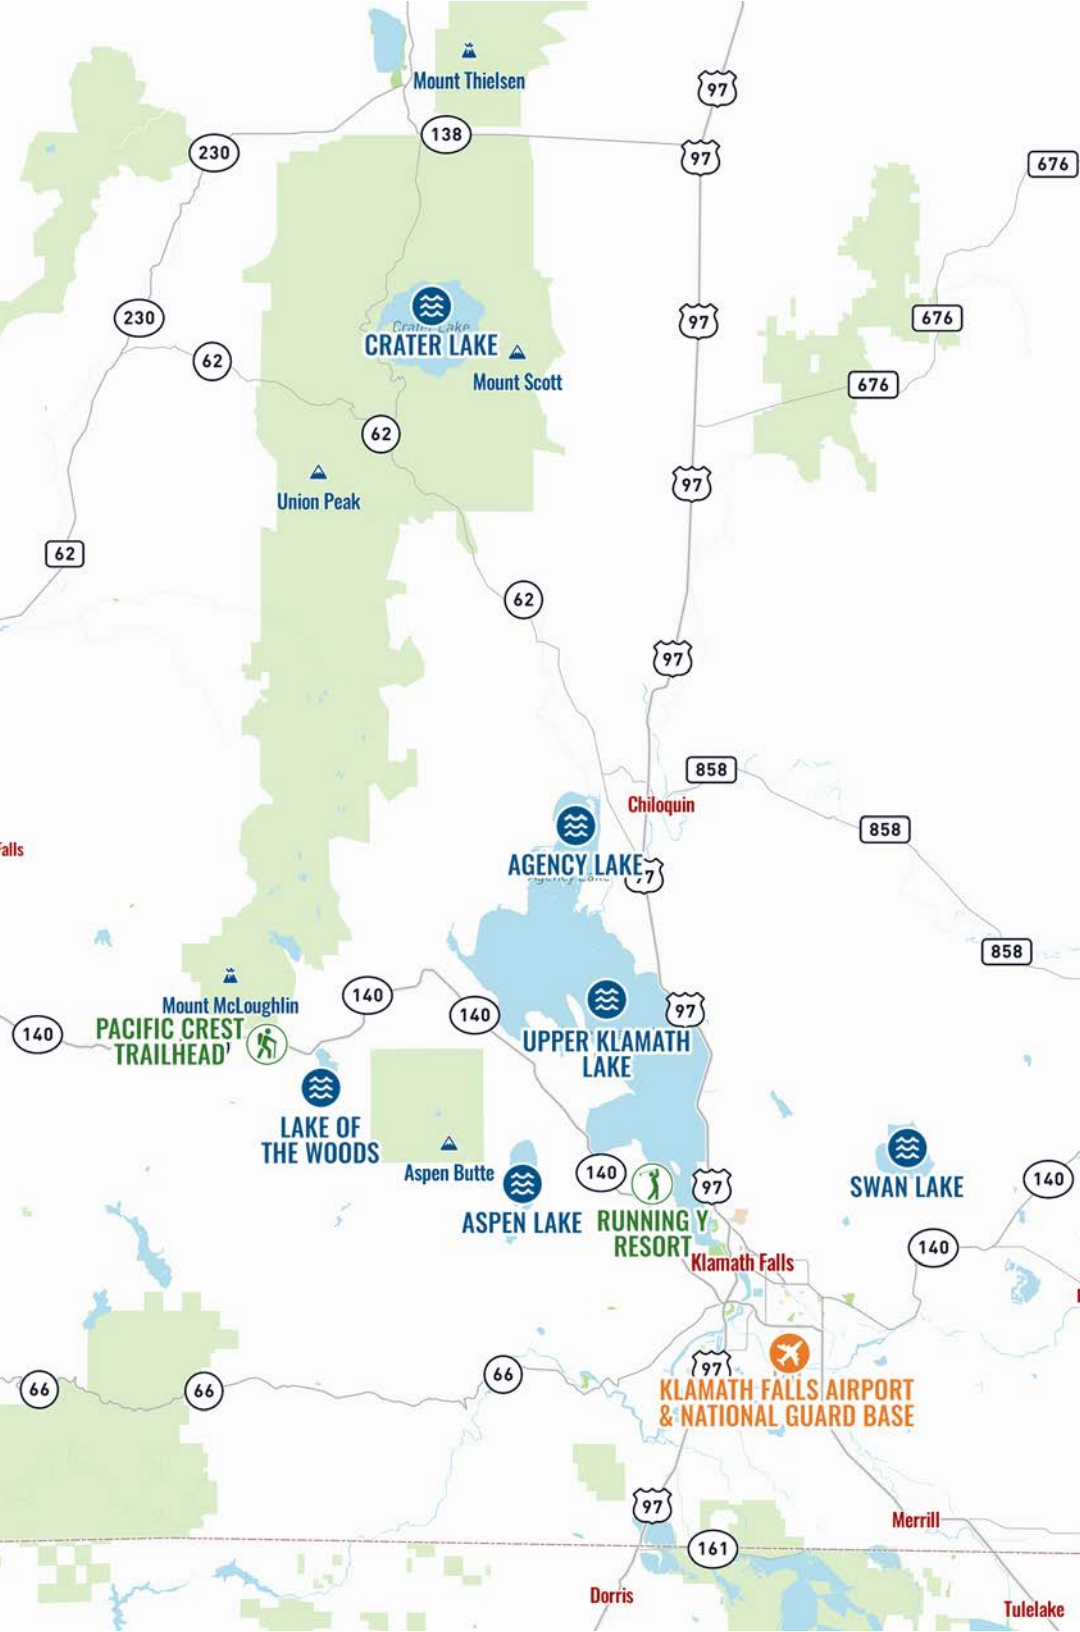 Mount Thielsen
97
138
230
97
676
230
97
676
Crater Lake
CRATER LAKE
62
Mount Scott
676
62
97
Union Peak
62
62
97
858
Chiloquin
858
alls
AGENCY LAKE
Agency Lake
97
858
Mount McLoughlin
140
140
97
140
PACIFIC CREST
TRAILHEAD
UPPER KLAMATH
LAKE
LAKE OF
THE WOODS
Aspen Butte
140
97
SWAN LAKE
140
ASPEN LAKE
RUNNING Y
RESORT
Klamath Falls
140
66
66
66
97
KLAMATH FALLS AIRPORT
& NATIONAL GUARD BASE
97
Merrill
161
Dorris
Tulelake